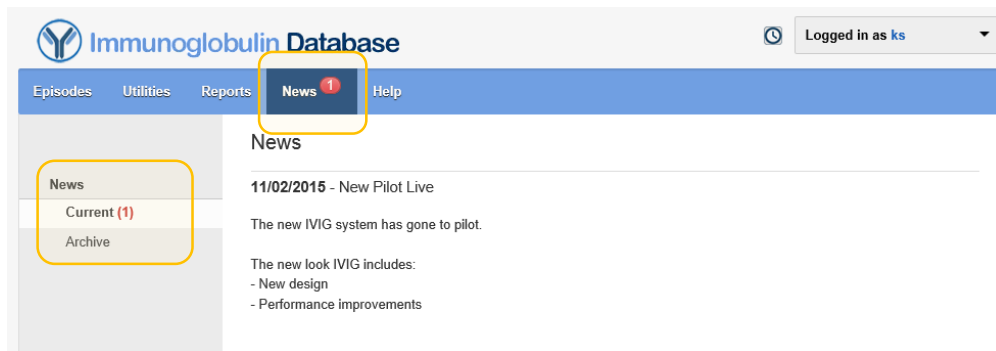 Immunoglobulin Database
Logged in as ks
Episodes Utilities Reports News 1 Help
News
Current (1)
Archive
News
11/02/2015 - New Pilot Live
The new IVIG system has gone to pilot.
The new look IVIG includes:
- New design
- Performance improvements